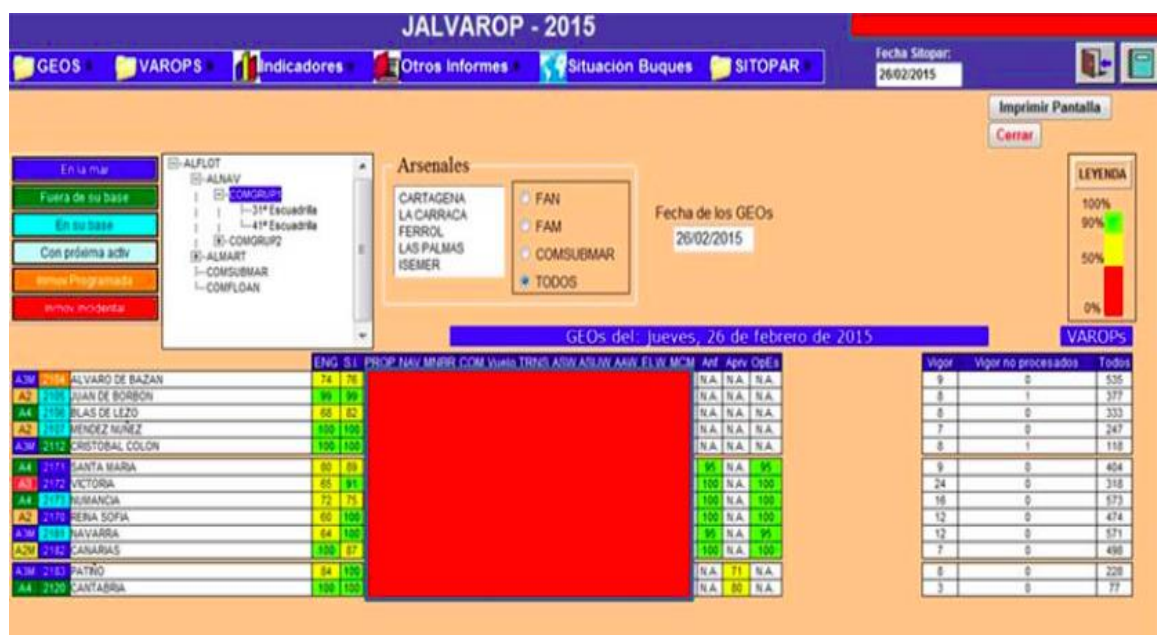 JALVAROP - 2015
GEOS VAROPS Indicadores Otros Informes Situación Buques SITOPAR
Fecha Sitopar:
26/02/2015
Imprimir Pantalla
Cerrar
En la mar
Fuera de su base
En su base
Con próxima activ
Inmov Programada
Inmov Incidental
ALFLOT
ALNAV
COMGRUP1
31ª Escuadrilla
41ª Escuadrilla
COMGRUP2
ALMART
COMSUBMAR
COMFLOAN
Arsenales
CARTAGENA
LA CARRACA
FERROL
LAS PALMAS
ISEMER
FAN
FAM
COMSUBMAR
TODOS
Fecha de los GEOs
26/02/2015
LEYENDA
100%
90%
50%
0%
GEOs del: Jueves, 26 de febrero de 2015
VAROPs
ENG S.I. PROP NAV MNRR COM Vuelo TRNS ASW ASUW AAW ELW MCM Anf Aprv OpEs Vigor Vigor no procesados Todos
A3M 2104 ALVARO DE BAZAN 74 76 N.A. N.A. N.A. 9 0 535
A2 2105 JUAN DE BORBON 99 99 N.A. N.A. N.A. 8 1 377
A4 2106 BLAS DE LEZO 68 82 N.A. N.A. N.A. 8 0 333
A2 2107 MENDEZ NUÑEZ 100 100 N.A. N.A. N.A. 7 0 247
A3M 2112 CRISTOBAL COLON 100 100 N.A. N.A. N.A. 8 1 118
A4 2171 SANTA MARIA 80 89 95 N.A. 95 9 0 404
A3 2172 VICTORIA 65 91 100 N.A. 100 24 0 318
A4 2173 NUMANCIA 72 75 100 N.A. 100 16 0 573
A2 2170 REINA SOFIA 60 100 100 N.A. 100 12 0 474
A3M 2181 NAVARRA 64 100 95 N.A. 95 12 0 571
A2M 2182 CANARIAS 100 87 100 N.A. 100 7 0 498
A3M 2183 PATIÑO 84 100 N.A. 71 N.A. 8 0 228
A4 2120 CANTABRIA 100 100 N.A. 80 N.A. 3 0 77